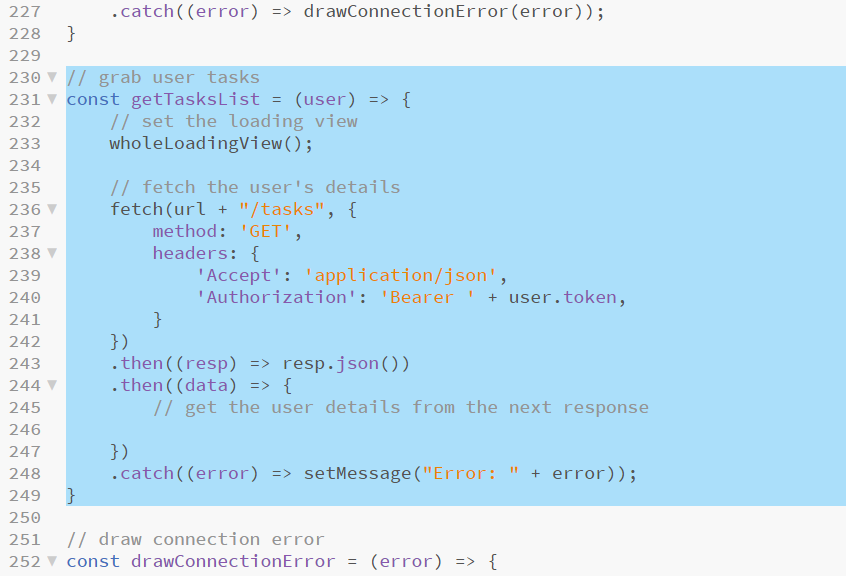 227 .catch((error) => drawConnectionError(error));
228 }
229
230 // grab user tasks
231 const getTasksList = (user) => {
232 // set the loading view
233 wholeLoadingView();
234
235 // fetch the user's details
236 fetch(url + "/tasks", {
237 method: 'GET',
238 headers: {
239 'Accept': 'application/json',
240 'Authorization': 'Bearer ' + user.token,
241 }
242 })
243 .then((resp) => resp.json())
244 .then((data) => {
245 // get the user details from the next response
246
247 })
248 .catch((error) => setMessage("Error: " + error));
249 }
250
251 // draw connection error
252 const drawConnectionError = (error) => {